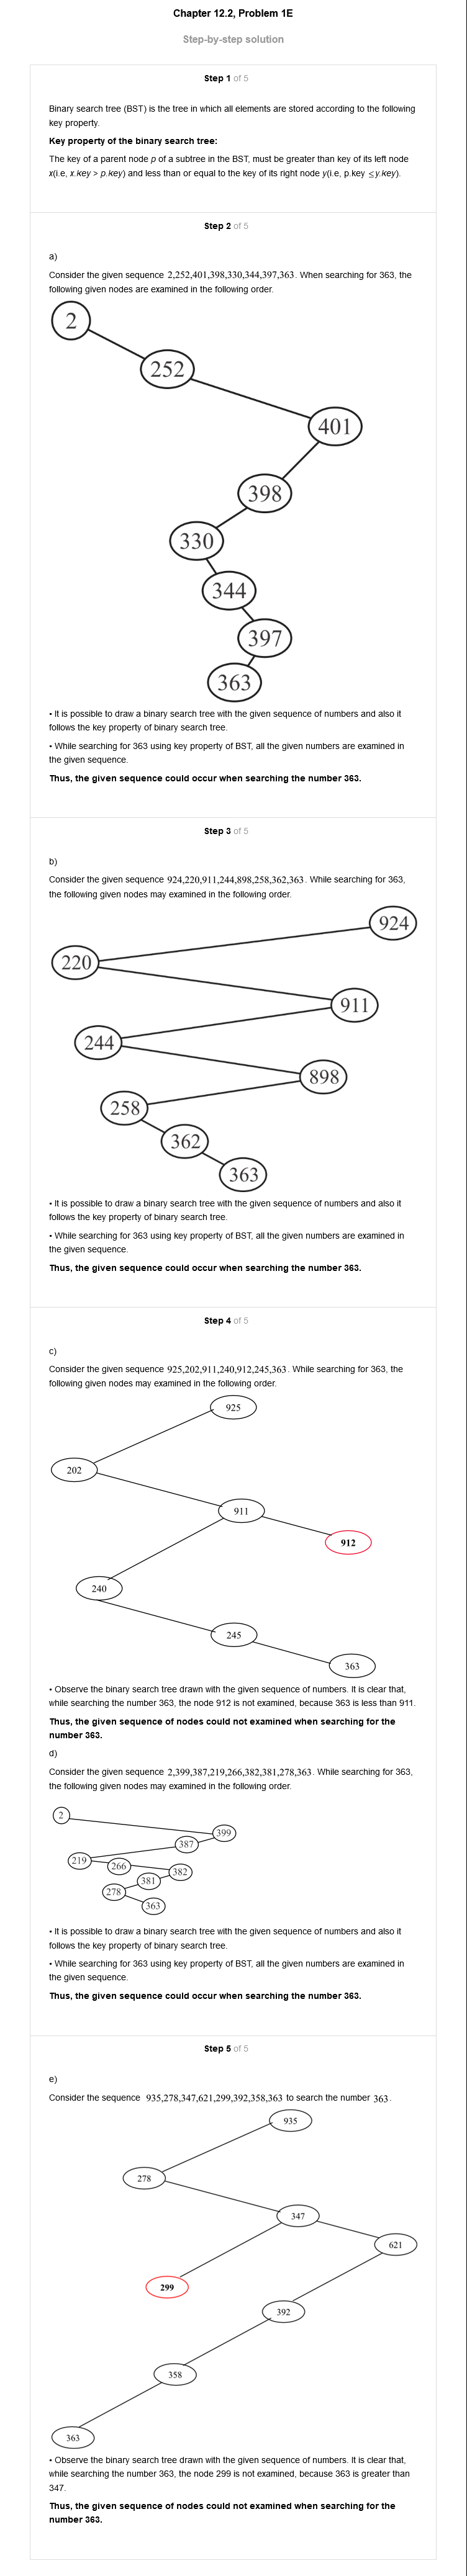 Chapter 12.2, Problem 1E
Step-by-step solution
Step 1 of 5
Binary search tree (BST) is the tree in which all elements are stored according to the following
key property.
Key property of the binary search tree:
The key of a parent node p of a subtree in the BST, must be greater than key of its left node
x(i.e, x.key > p.key) and less than or equal to the key of its right node y(i.e, p.key ≤ y.key).
Step 2 of 5
a)
Consider the given sequence 2,252,401,398,330,344,397,363. When searching for 363, the
following given nodes are examined in the following order.
2
252
401
398
330
344
397
363
• It is possible to draw a binary search tree with the given sequence of numbers and also it
follows the key property of binary search tree.
• While searching for 363 using key property of BST, all the given numbers are examined in
the given sequence.
Thus, the given sequence could occur when searching the number 363.
Step 3 of 5
b)
Consider the given sequence 924,220,911,244,898,258,362,363. While searching for 363,
the following given nodes may examined in the following order.
924
220
911
244
898
258
362
363
• It is possible to draw a binary search tree with the given sequence of numbers and also it
follows the key property of binary search tree.
• While searching for 363 using key property of BST, all the given numbers are examined in
the given sequence.
Thus, the given sequence could occur when searching the number 363.
Step 4 of 5
c)
Consider the given sequence 925,202,911,240,912,245,363. While searching for 363, the
following given nodes may examined in the following order.
925
202
911
912
240
245
363
• Observe the binary search tree drawn with the given sequence of numbers. It is clear that,
while searching the number 363, the node 912 is not examined, because 363 is less than 911.
Thus, the given sequence of nodes could not examined when searching for the
number 363.
d)
Consider the given sequence 2,399,387,219,266,382,381,278,363. While searching for 363,
the following given nodes may examined in the following order.
2
399
387
219
266
382
381
278
363
• It is possible to draw a binary search tree with the given sequence of numbers and also it
follows the key property of binary search tree.
• While searching for 363 using key property of BST, all the given numbers are examined in
the given sequence.
Thus, the given sequence could occur when searching the number 363.
Step 5 of 5
e)
Consider the sequence 935,278,347,621,299,392,358,363 to search the number 363.
935
278
347
621
299
392
358
363
• Observe the binary search tree drawn with the given sequence of numbers. It is clear that,
while searching the number 363, the node 299 is not examined, because 363 is greater than
347.
Thus, the given sequence of nodes could not examined when searching for the
number 363.